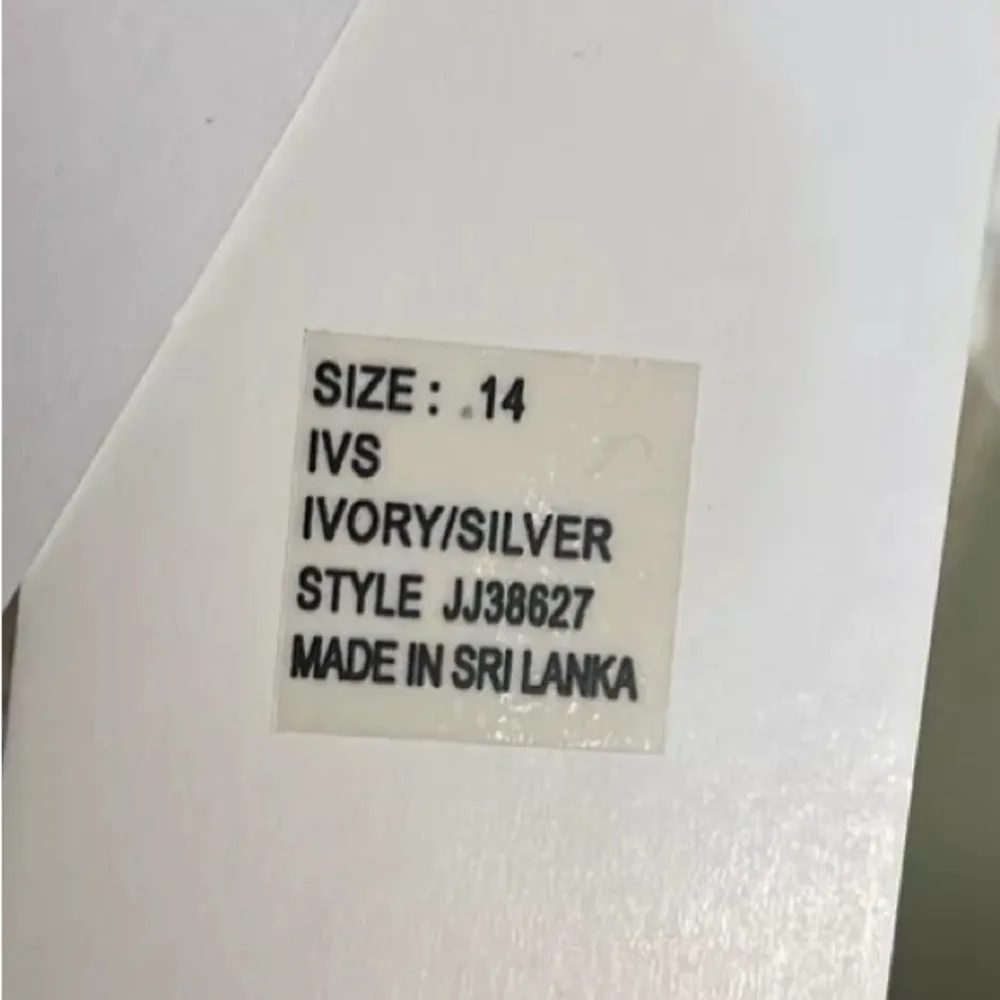 SIZE : .14
IVS
IVORY/SILVER
STYLE JJ38627
MADE IN SRI LANKA